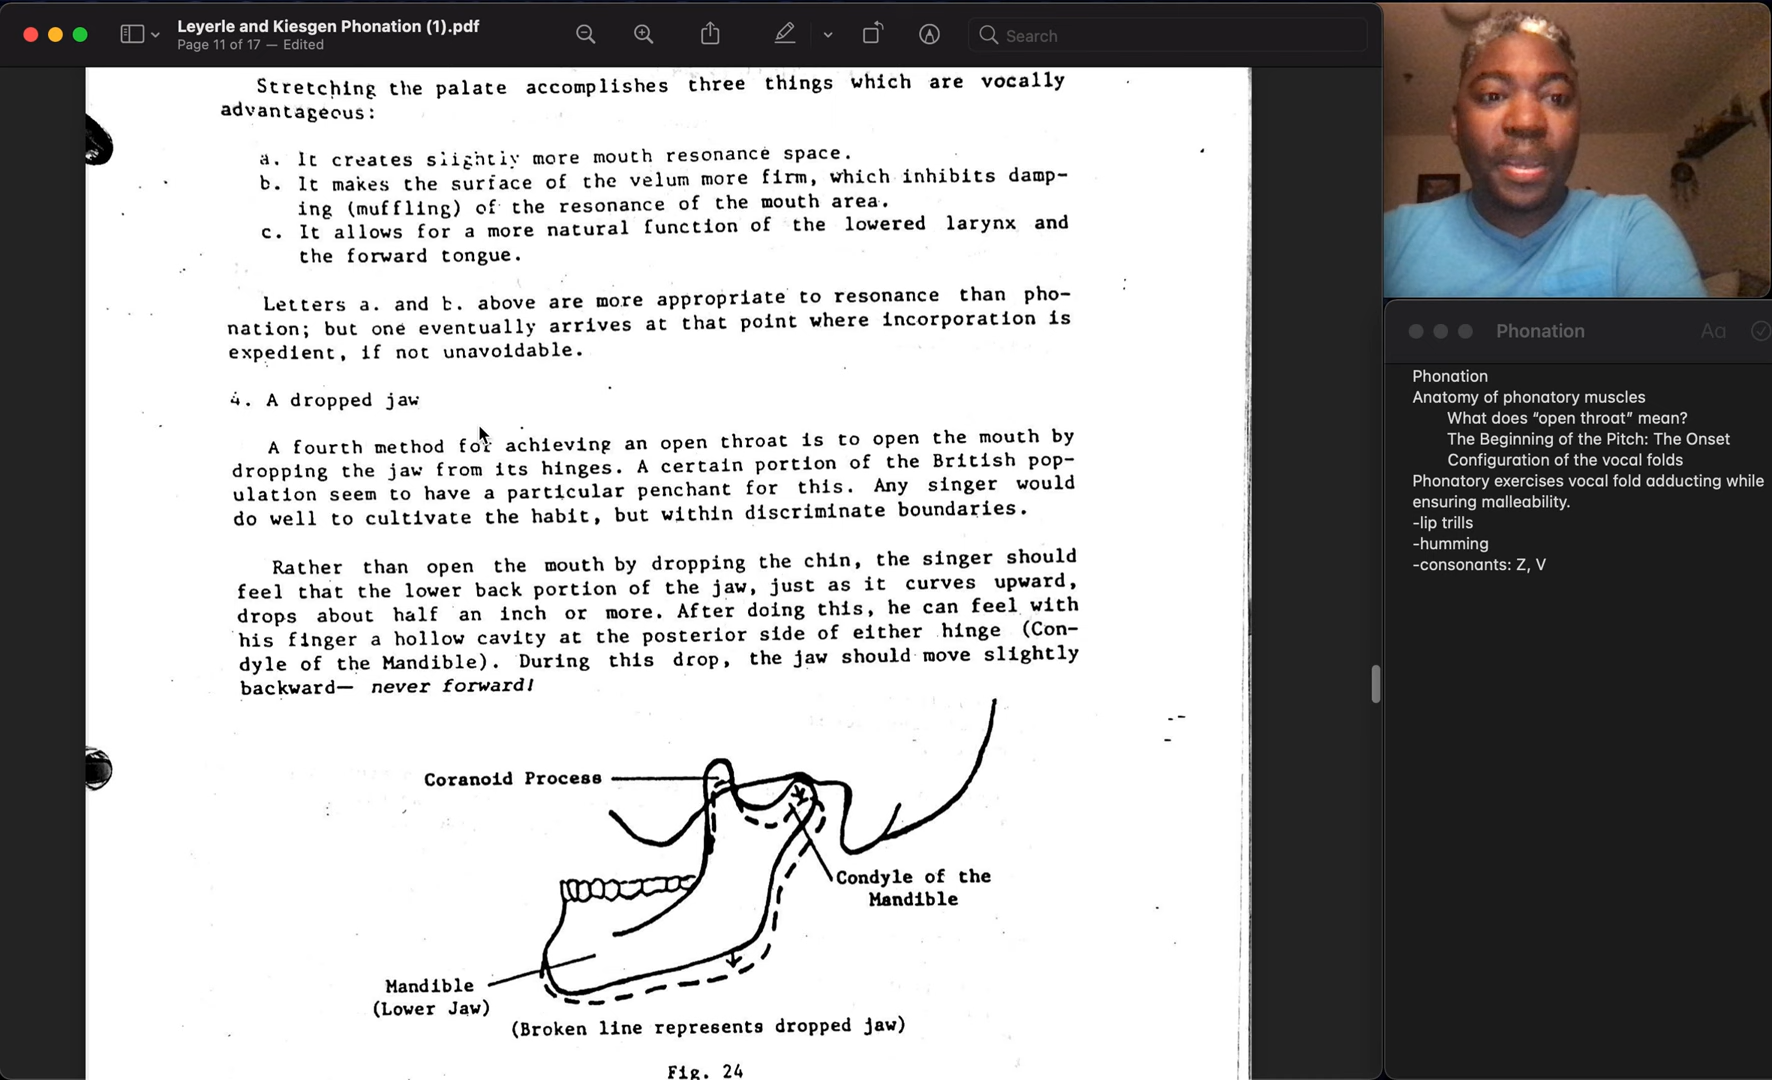 Leyerle and Kiesgen Phonation (1).pdf
Page 11 of 17 — Edited
Search
Stretching the palate accomplishes three things which are vocally
advantageous:
a. It creates slightly more mouth resonance space.
b. It makes the surface of the velum more firm, which inhibits damp-
ing (muffling) of the resonance of the mouth area.
c. It allows for a more natural function of the lowered larynx and
the forward tongue.
Letters a. and b. above are more appropriate to resonance than pho-
nation; but one eventually arrives at that point where incorporation is
expedient, if not unavoidable.
4. A dropped jaw
A fourth method for achieving an open throat is to open the mouth by
dropping the jaw from its hinges. A certain portion of the British pop-
ulation seem to have a particular penchant for this. Any singer would
do well to cultivate the habit, but within discriminate boundaries.
Rather than open the mouth by dropping the chin, the singer should
feel that the lower back portion of the jaw, just as it curves upward,
drops about half an inch or more. After doing this, he can feel with
his finger a hollow cavity at the posterior side of either hinge (Con-
dyle of the Mandible). During this drop, the jaw should move slightly
backward— never forward!
Coranoid Process
Condyle of the
Mandible
Mandible
(Lower Jaw)
(Broken line represents dropped jaw)
Fig. 24
Phonation
Aa
Phonation
Anatomy of phonatory muscles
What does “open throat” mean?
The Beginning of the Pitch: The Onset
Configuration of the vocal folds
Phonatory exercises vocal fold adducting while
ensuring malleability.
-lip trills
-humming
-consonants: Z, V